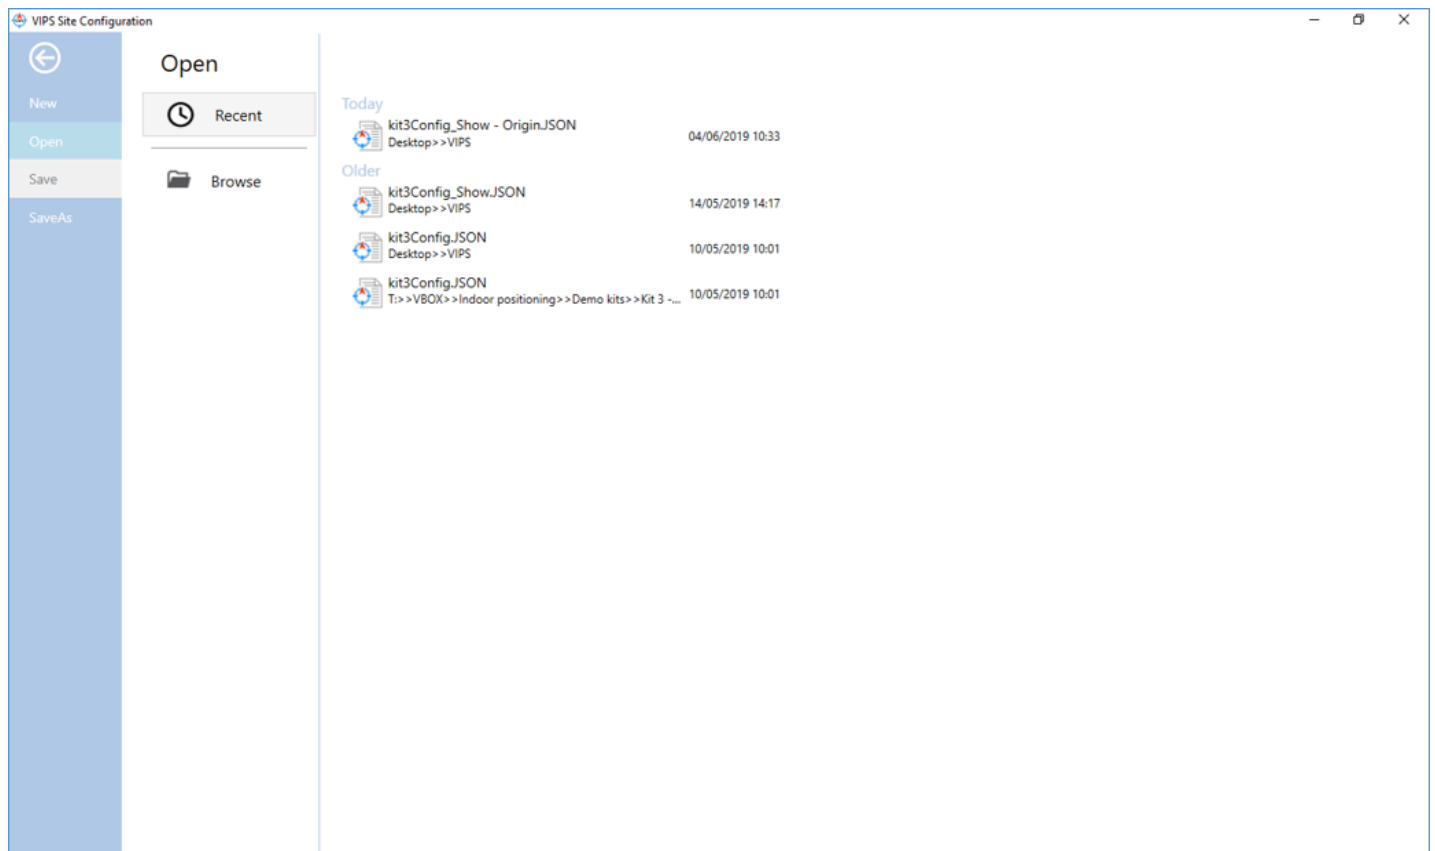 VIPS Site Configuration
New
Open
Save
SaveAs
Open
Recent
Browse
Today
kit3Config_Show - Origin.JSON
Desktop>>VIPS
04/06/2019 10:33
Older
kit3Config_Show.JSON
Desktop>>VIPS
14/05/2019 14:17
kit3Config.JSON
Desktop>>VIPS
10/05/2019 10:01
kit3Config.JSON
T:>>VBOX>>Indoor positioning>>Demo kits>>Kit 3 -...
10/05/2019 10:01